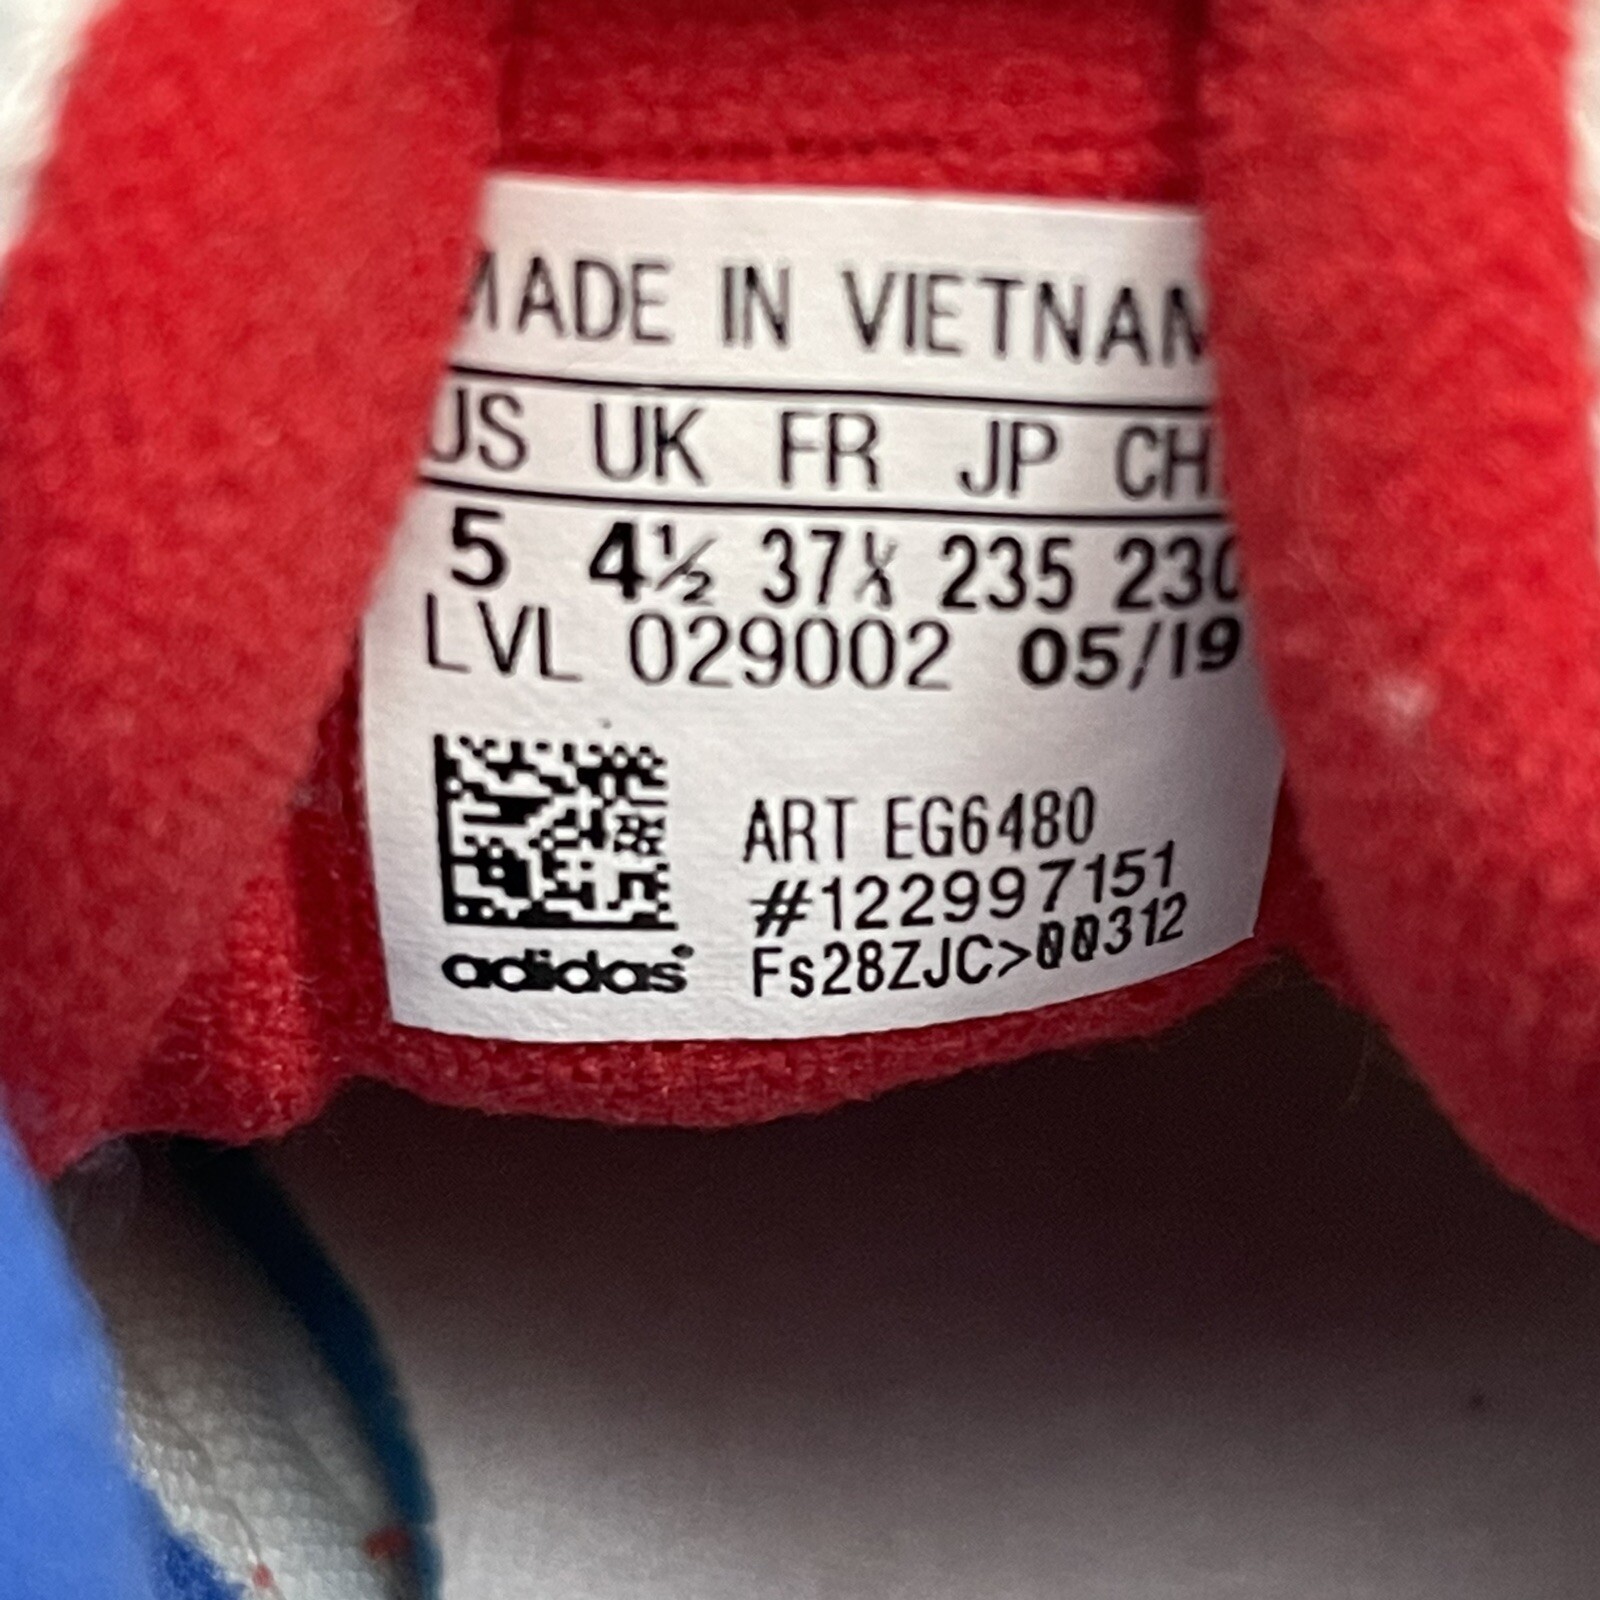 MADE IN VIETNAM
US UK FR JP CH
5 4½ 37⅓ 235 230
LVL 029002 05/19
ART EG6480
#122997151
Fs28ZJC>00312
adidas®